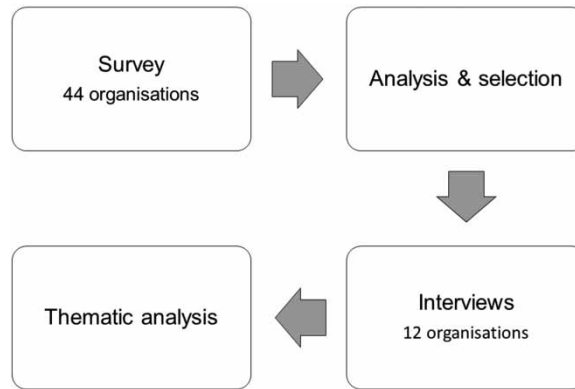 Survey
44 organisations
Analysis & selection
Interviews
12 organisations
Thematic analysis